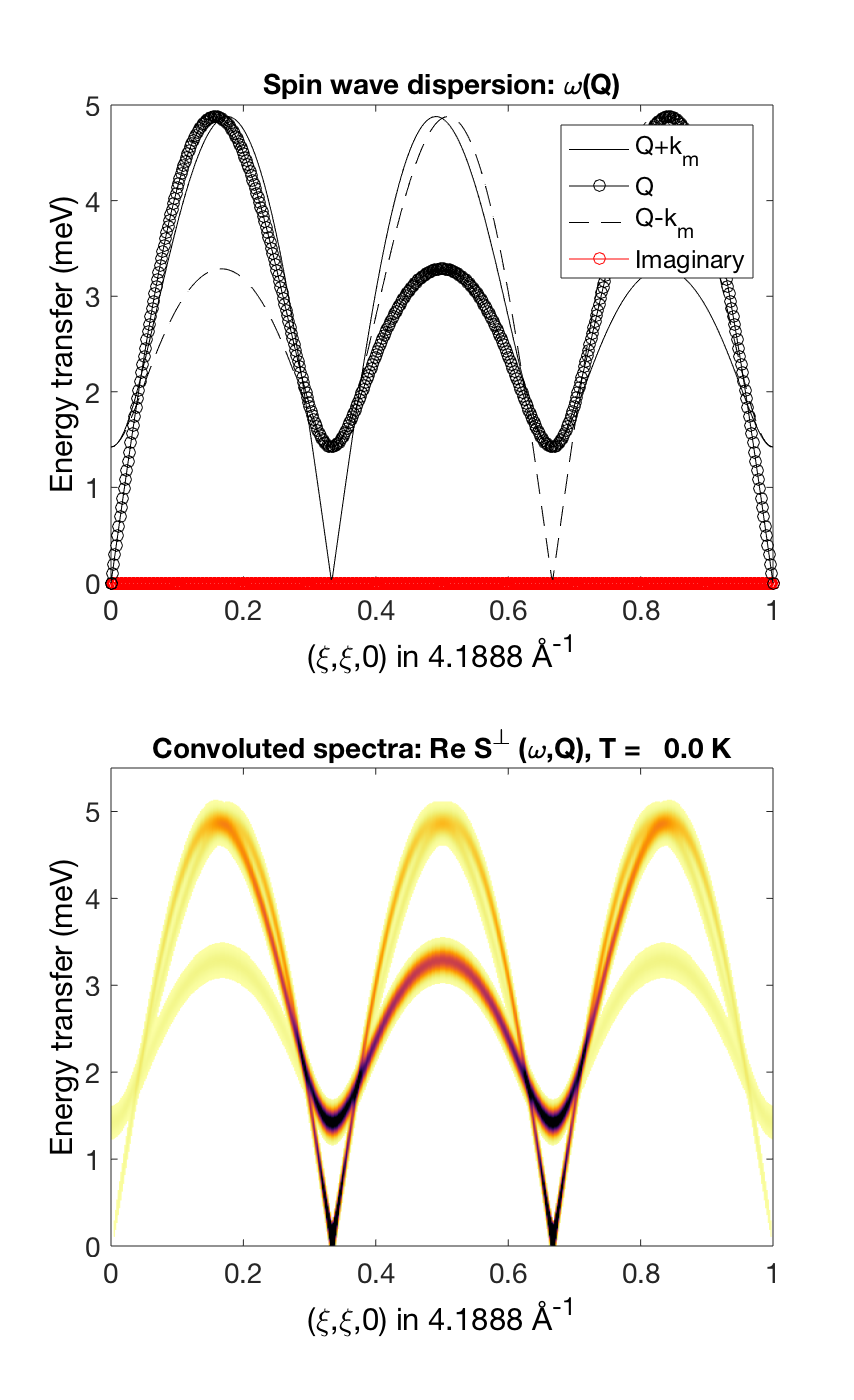 Spin wave dispersion: ω(Q)
5
4
3
2
1
0
Energy transfer (meV)
Q+km
Q
Q-km
Imaginary
0 0.2 0.4 0.6 0.8 1
(ξ,ξ,0) in 4.1888 Å-1
Convoluted spectra: Re S⊥ (ω,Q), T = 0.0 K
5
4
3
2
1
0
Energy transfer (meV)
0 0.2 0.4 0.6 0.8 1
(ξ,ξ,0) in 4.1888 Å-1